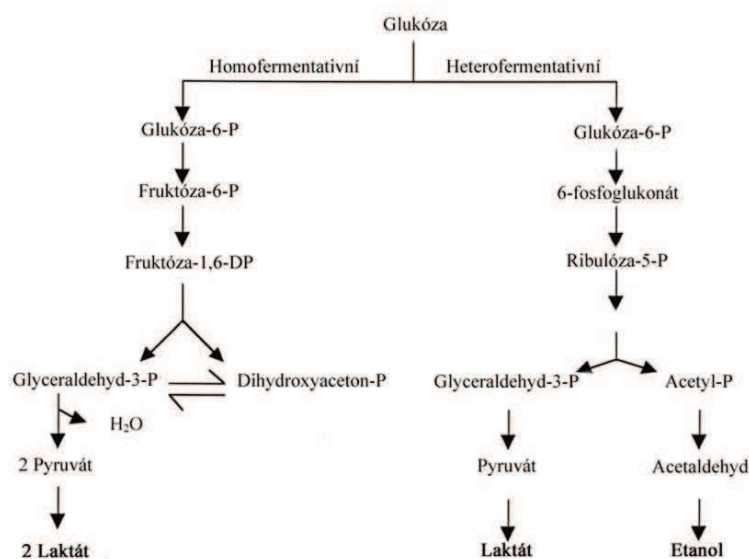 Glukóza
Homofermentativní
Heterofermentativní
Glukóza-6-P
Glukóza-6-P
Fruktóza-6-P
6-fosfoglukonát
Fruktóza-1,6-DP
Ribulóza-5-P
Glyceraldehyd-3-P
Dihydroxyaceton-P
Glyceraldehyd-3-P
Acetyl-P
H₂O
2 Pyruvát
Pyruvát
Acetaldehyd
2 Laktát
Laktát
Etanol